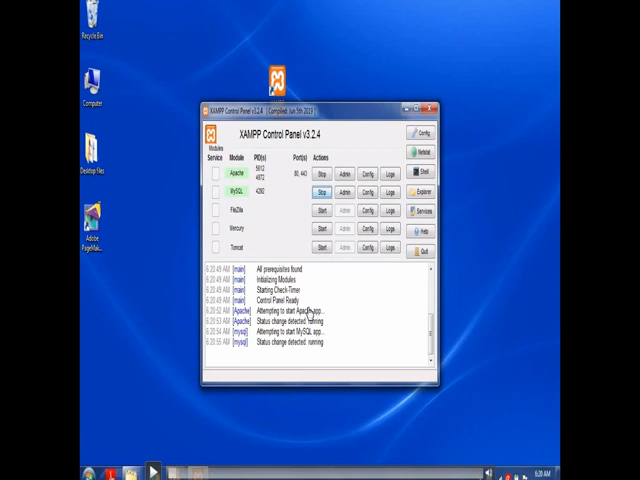 Recycle Bin
Computer
Desktop files
Adobe
PageMak...
XAMPP Control Panel v3.2.4 [ Compiled: Jun 5th 2019 ]
XAMPP Control Panel v3.2.4
Config
Modules
Service Module PID(s) Port(s) Actions
Netstat
Apache 5612 4972 80, 443 Stop Admin Config Logs
Shell
MySQL 4292 Stop Admin Config Logs
Explorer
FileZilla Start Admin Config Logs
Services
Mercury Start Admin Config Logs
Help
Tomcat Start Admin Config Logs
Quit
6:20:49 AM [main] All prerequisites found
6:20:49 AM [main] Initializing Modules
6:20:49 AM [main] Starting Check-Timer
6:20:49 AM [main] Control Panel Ready
6:20:52 AM [Apache] Attempting to start Apache app...
6:20:53 AM [Apache] Status change detected: running
6:20:54 AM [mysql] Attempting to start MySQL app...
6:20:55 AM [mysql] Status change detected: running
6:20 AM